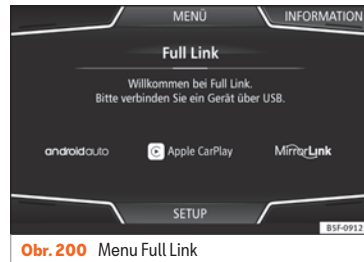 MENÜ
INFORMATION
Full Link
Willkommen bei Full Link.
Bitte verbinden Sie ein Gerät über USB.
androidauto
Apple CarPlay
MirrorLink
SETUP
BSF-0912
Obr. 200 Menu Full Link